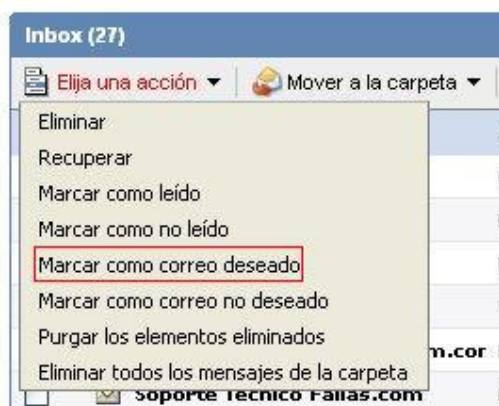 Inbox (27)
Elija una acción Mover a la carpeta
Eliminar
Recuperar
Marcar como leído
Marcar como no leído
Marcar como correo deseado
Marcar como correo no deseado
Purgar los elementos eliminados
m.cor
Eliminar todos los mensajes de la carpeta
Soporte Tecnico Fallas.com